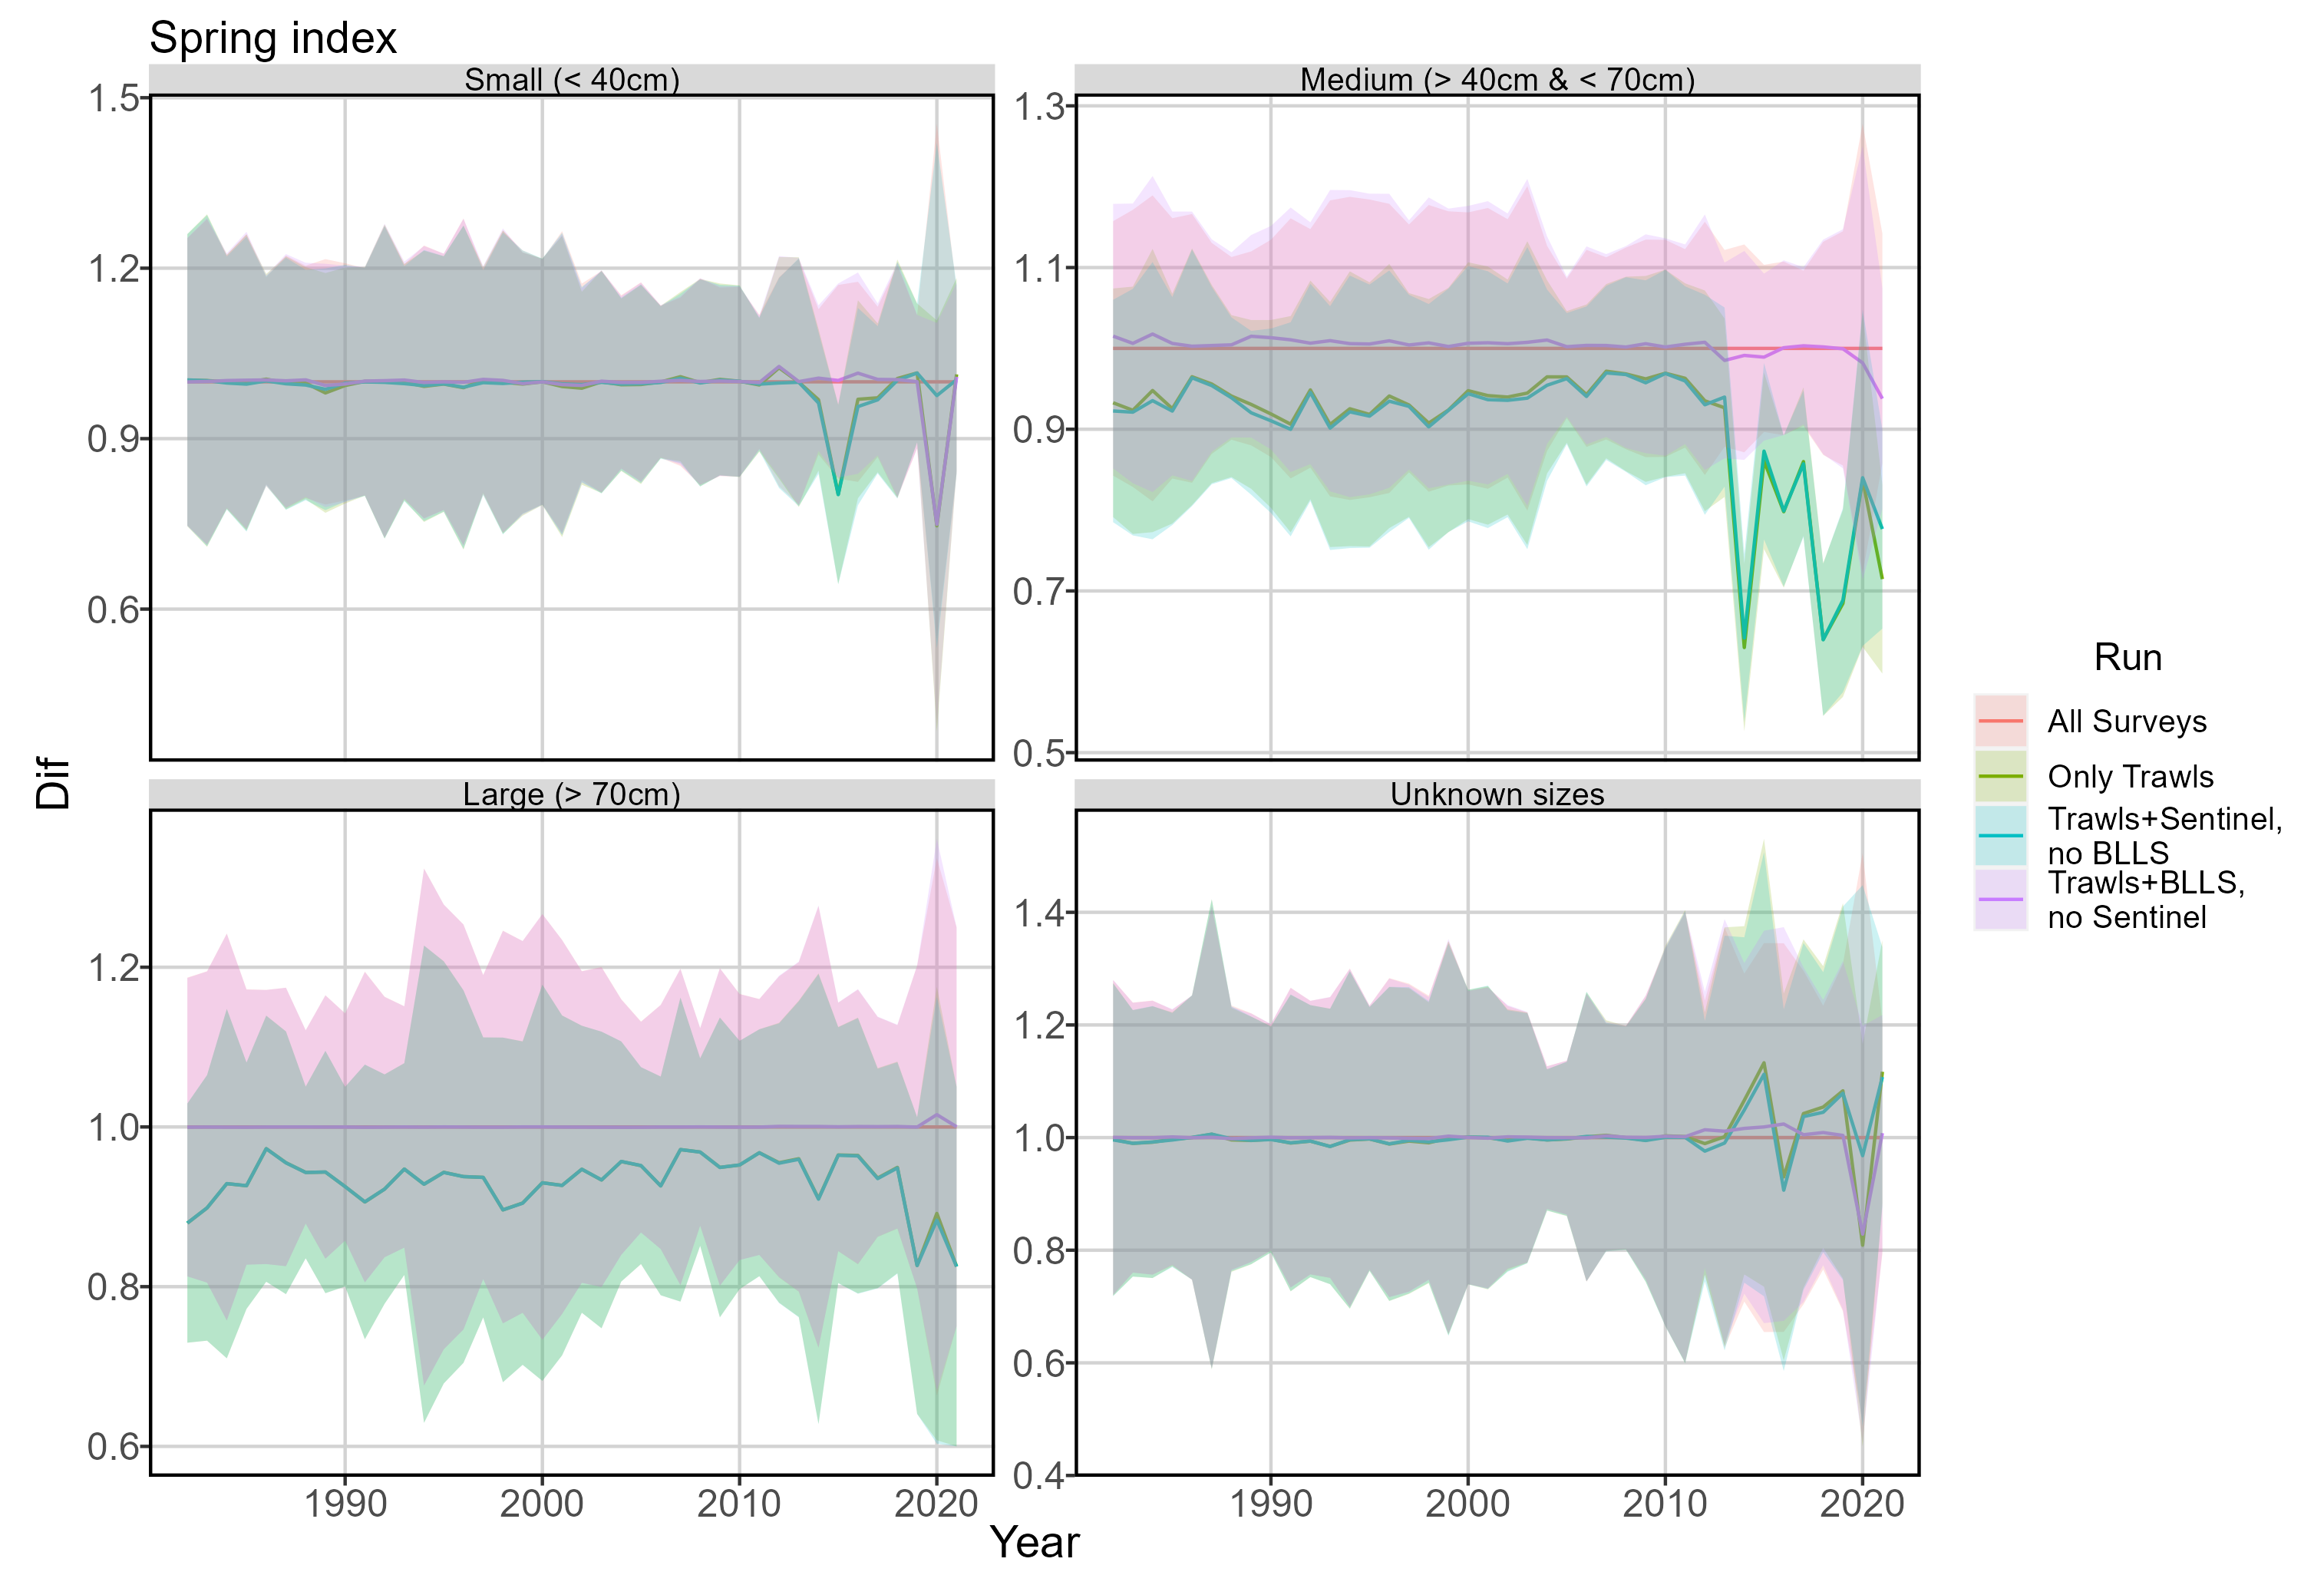 Spring index
Small (< 40cm)
Medium (> 40cm & < 70cm)
1.5
1.2
0.9
0.6
1.3
1.1
0.9
0.7
0.5
Dif
Large (> 70cm)
Unknown sizes
1.2
1.0
0.8
0.6
1.4
1.2
1.0
0.8
0.6
0.4
1990
2000
2010
2020
1990
2000
2010
2020
Year
Run
All Surveys
Only Trawls
Trawls+Sentinel,
no BLLS
Trawls+BLLS,
no Sentinel